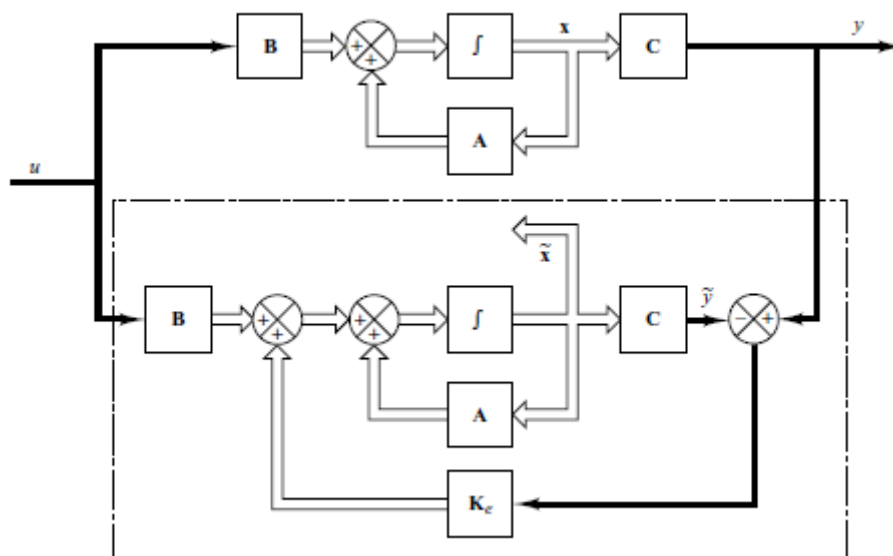 B + + ∫ x C y
A
u
x̃
B + + + + ∫ C ỹ − +
A
Kₑ